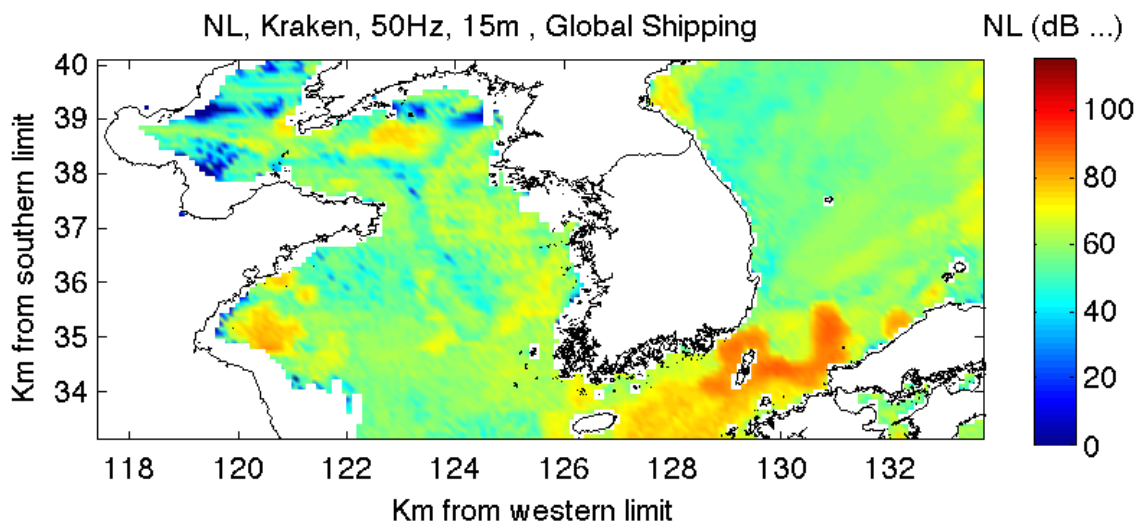 NL, Kraken, 50Hz, 15m , Global Shipping
NL (dB ...)
40
39
38
37
36
35
34
Km from southern limit
118 120 122 124 126 128 130 132
Km from western limit
100
80
60
40
20
0